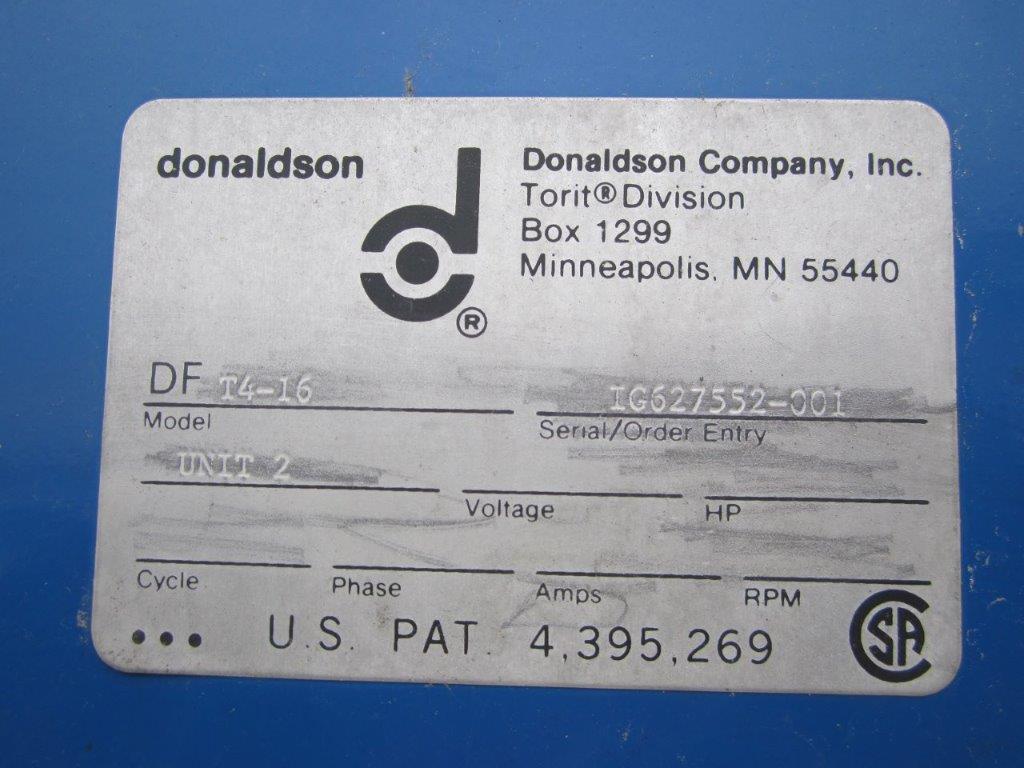 donaldson
Donaldson Company, Inc.
Torit® Division
Box 1299
Minneapolis, MN 55440
®
DF T4-16
IG627552-001
Model
Serial/Order Entry
UNIT 2
Voltage
HP
Cycle
Phase
Amps
RPM
••• U.S. PAT. 4,395,269
CSA